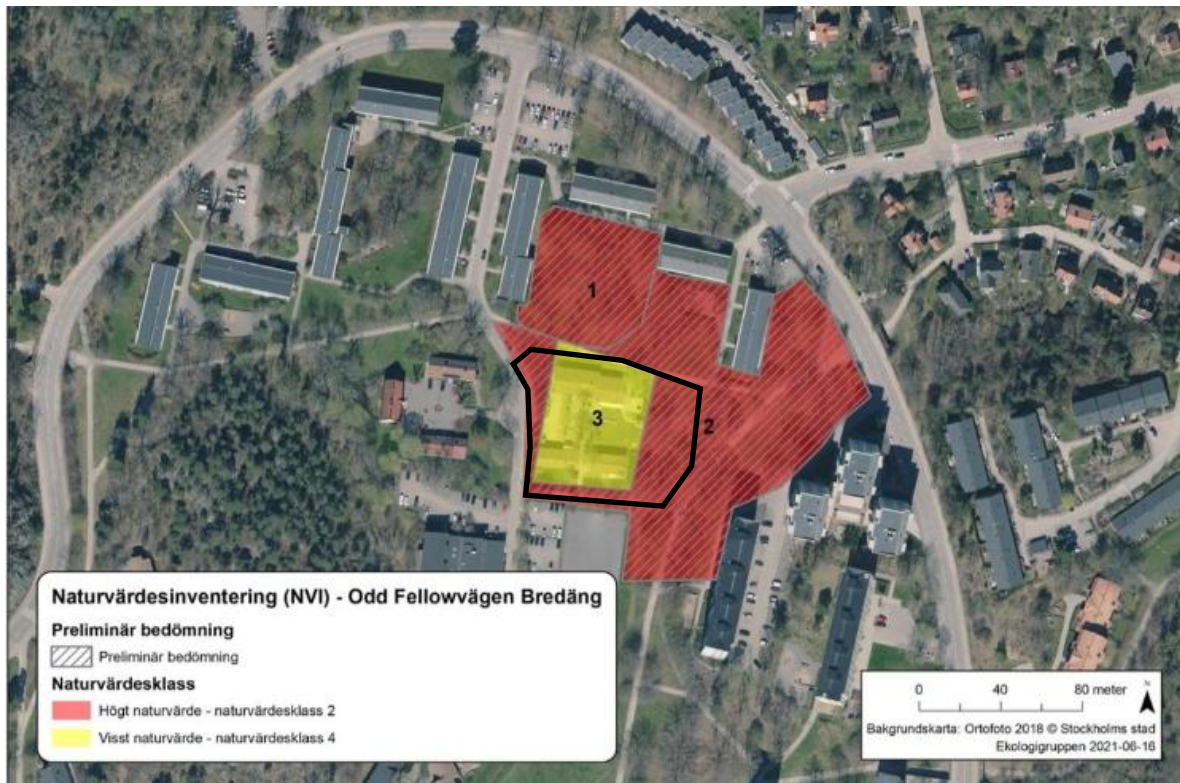 1
3
2
Naturvärdesinventering (NVI) - Odd Fellowvägen Bredäng
Preliminär bedömning
Preliminär bedömning
Naturvärdesklass
Högt naturvärde - naturvärdesklass 2
Visst naturvärde - naturvärdesklass 4
0 40 80 meter
N
Bakgrundskarta: Ortofoto 2018 © Stockholms stad
Ekologigruppen 2021-06-16